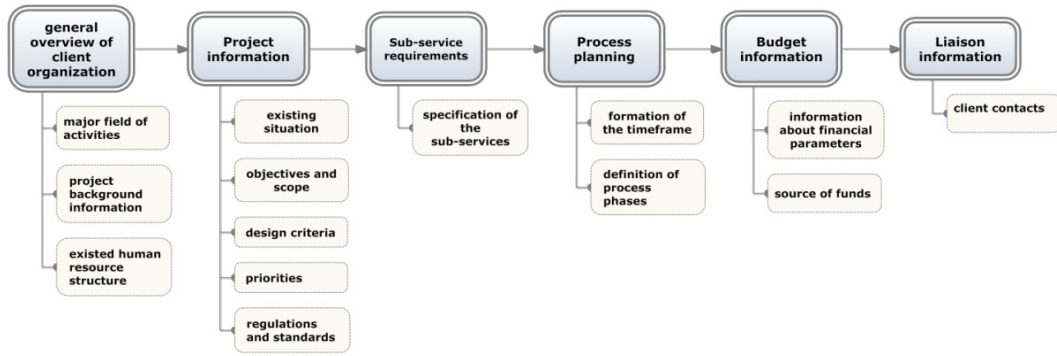 general
overview of
client
organization
major field of
activities
project
background
information
existed human
resource
structure
Project
information
existing
situation
objectives and
scope
design criteria
priorities
regulations
and standards
Sub-service
requirements
specification of
the
sub-services
Process
planning
formation of
the timeframe
definition of
process
phases
Budget
information
information
about financial
parameters
source of funds
Liaison
information
client contacts